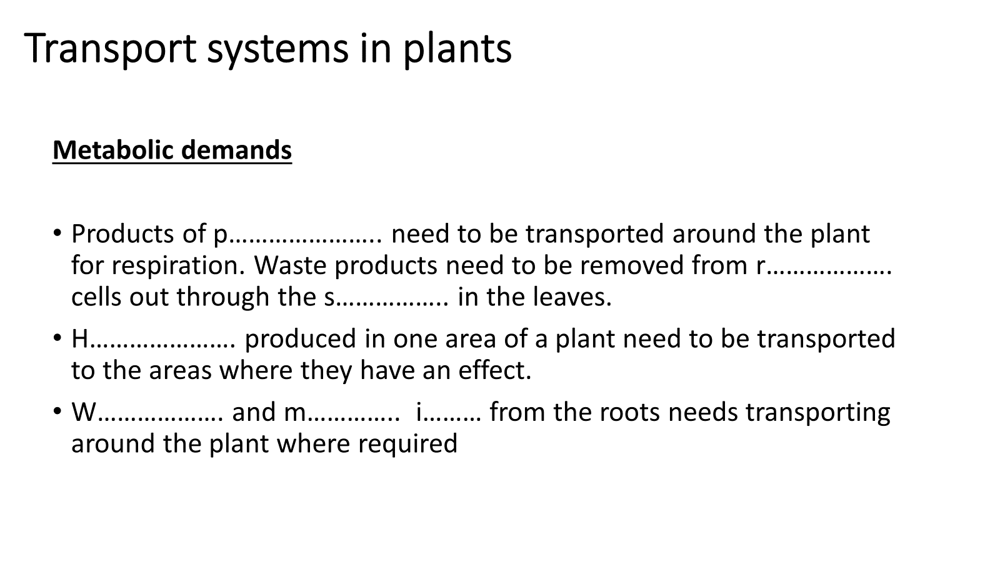 Transport systems in plants
Metabolic demands
• Products of p………………….. need to be transported around the plant
for respiration. Waste products need to be removed from r……………….
cells out through the s…………….. in the leaves.
• H…………………. produced in one area of a plant need to be transported
to the areas where they have an effect.
• W………………. and m………….. i……… from the roots needs transporting
around the plant where required